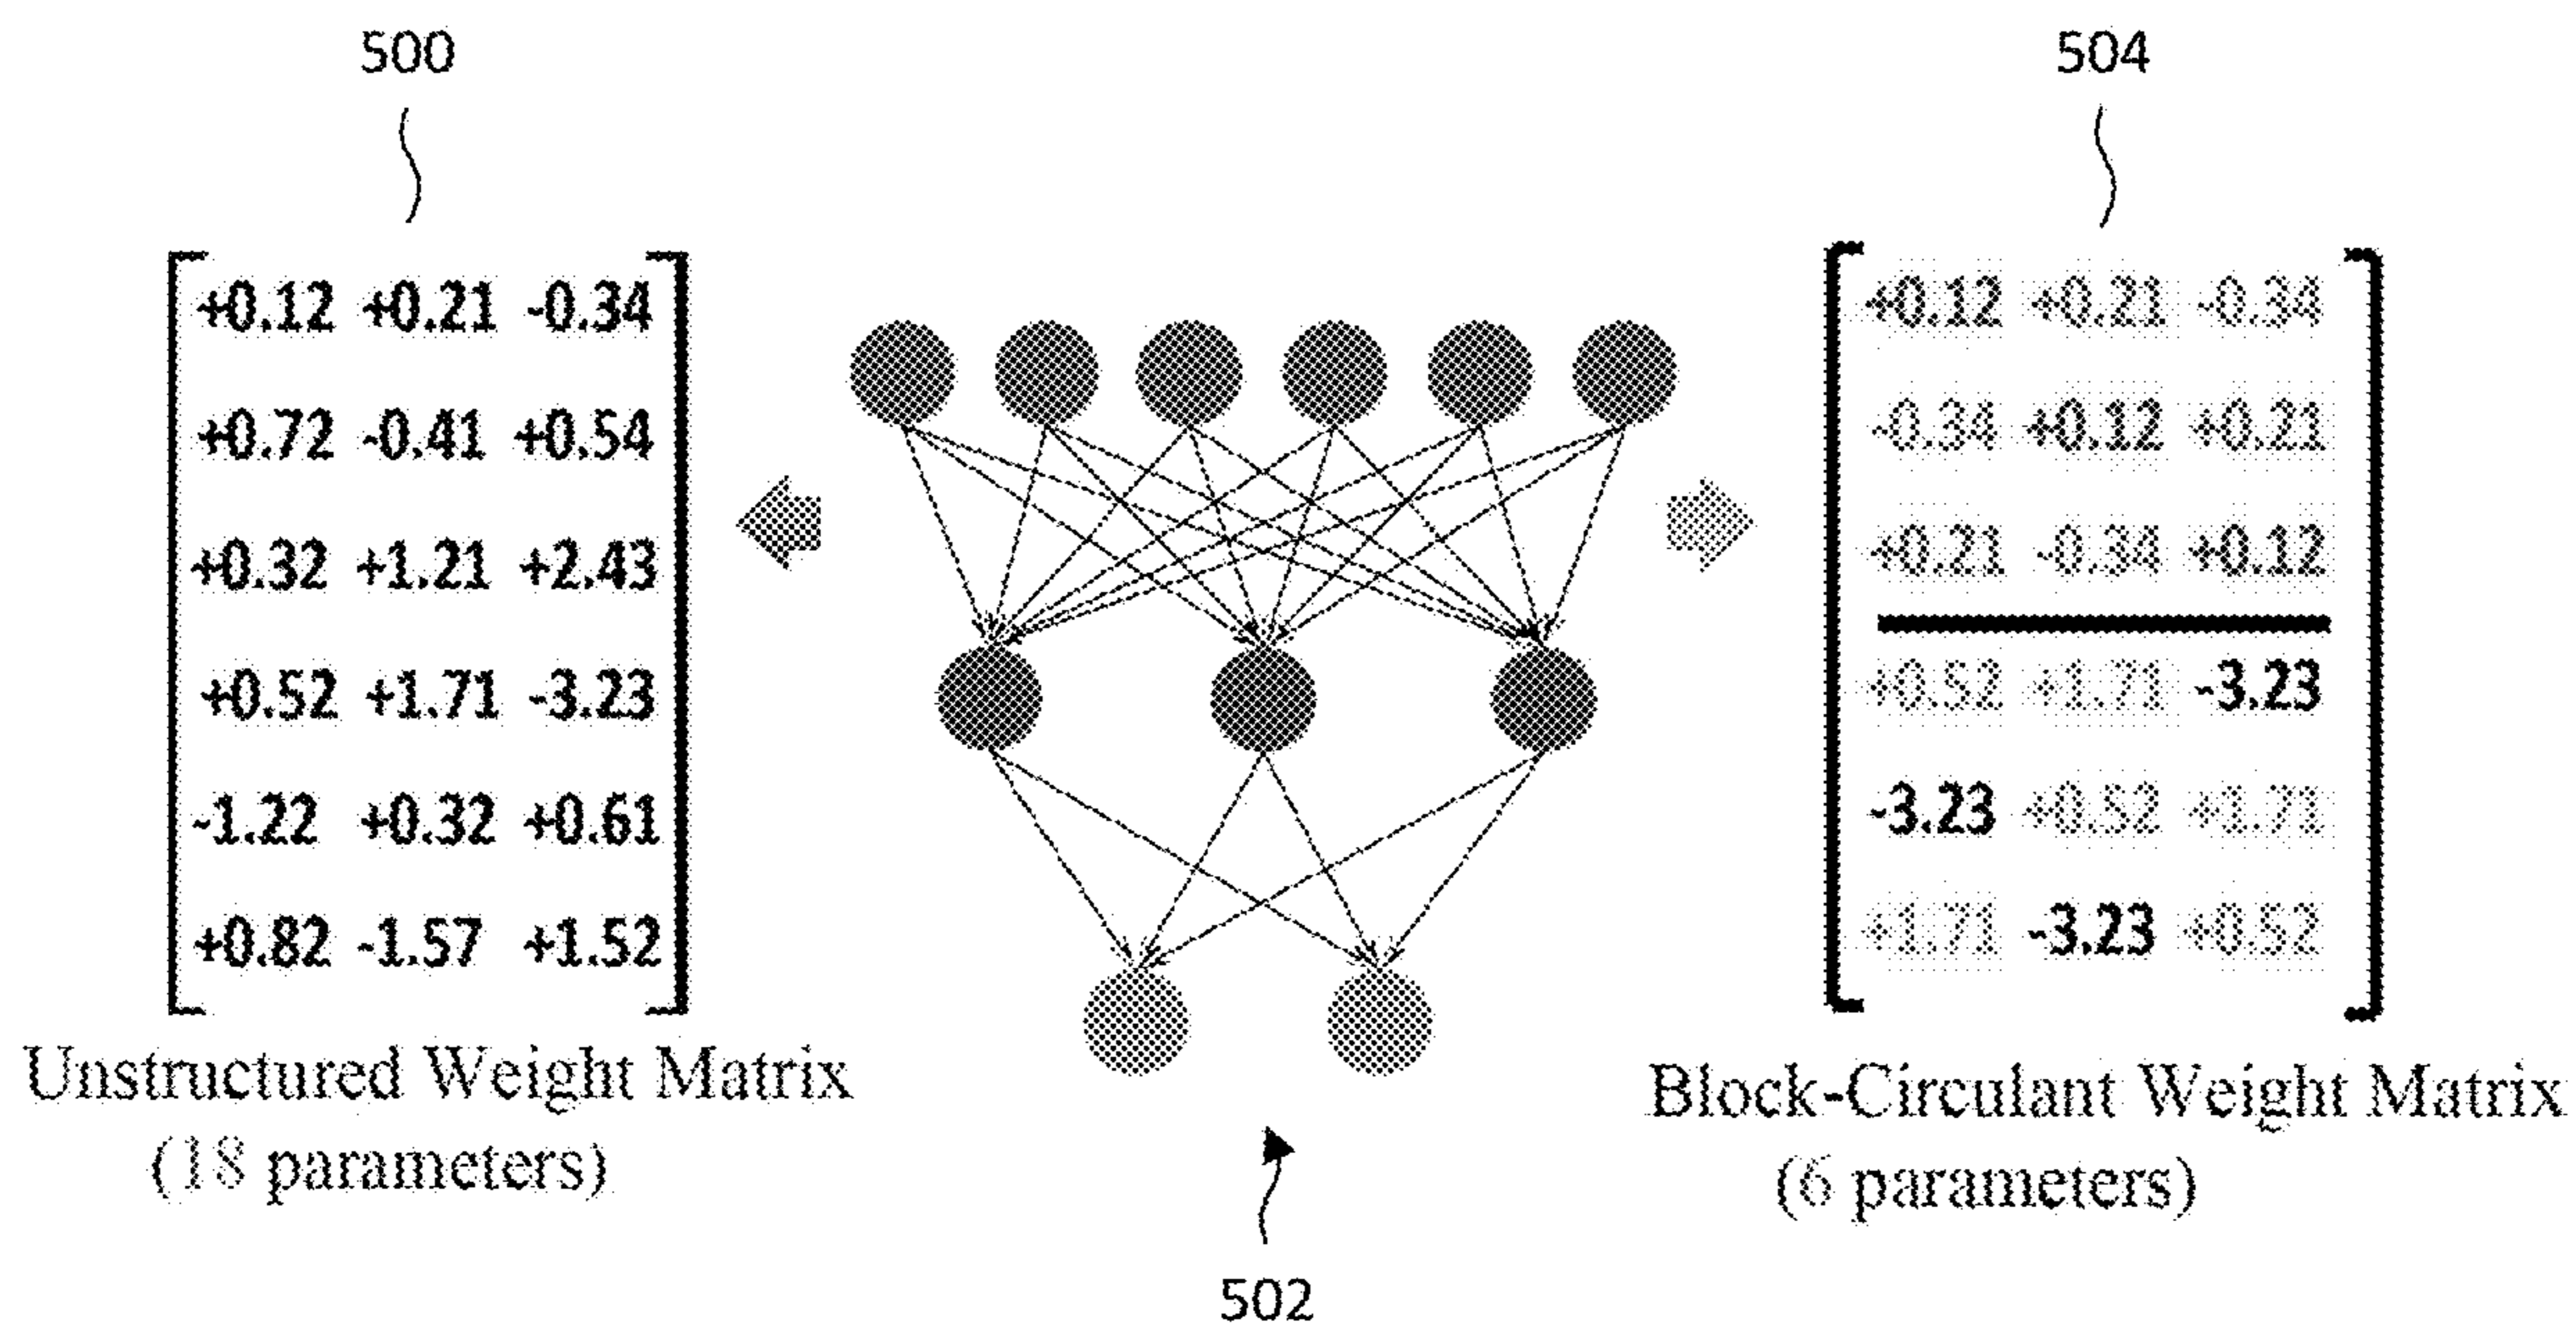 500
504
+0.12 +0.21 -0.34
+0.72 -0.41 +0.54
+0.32 +1.21 +2.43
+0.52 +1.71 -3.23
-1.22 +0.32 +0.61
+0.82 -1.57 +1.52
Unstructured Weight Matrix
(18 parameters)
+0.12 +0.21 -0.34
-0.34 +0.12 +0.21
+0.21 -0.34 +0.12
+0.52 +1.71 -3.23
-3.23 +0.52 +1.71
+1.71 -3.23 +0.52
Block-Circulant Weight Matrix
(6 parameters)
502